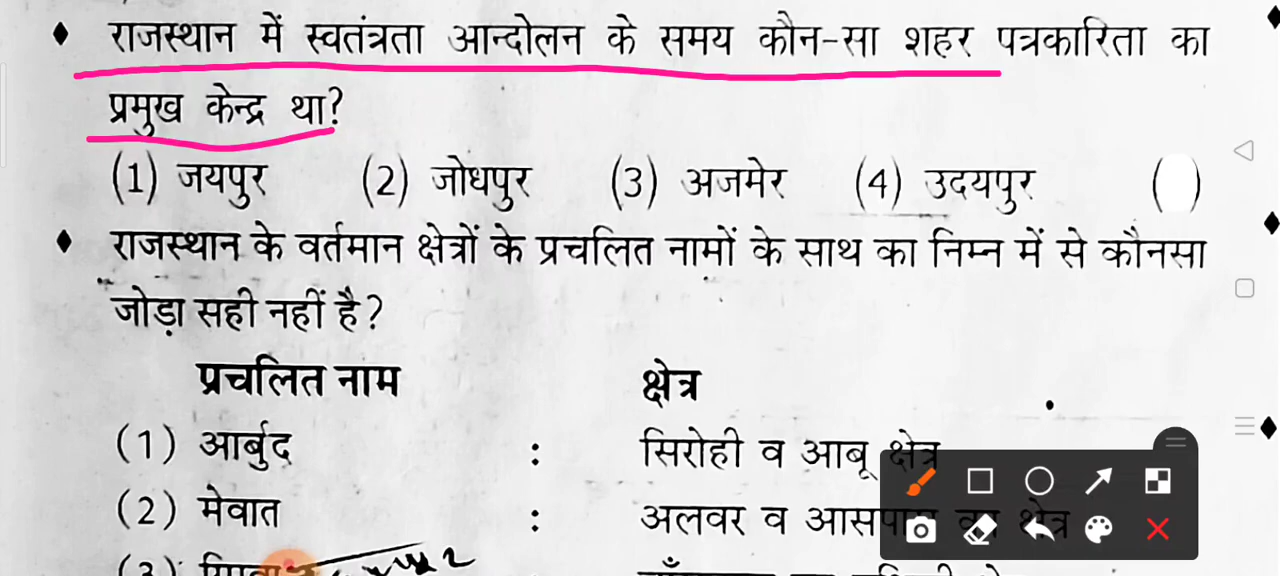 ♦ राजस्थान में स्वतंत्रता आन्दोलन के समय कौन-सा शहर पत्रकारिता का
प्रमुख केन्द्र था?
(1) जयपुर (2) जोधपुर (3) अजमेर (4) उदयपुर ( )
♦ राजस्थान के वर्तमान क्षेत्रों के प्रचलित नामों के साथ का निम्न में से कौनसा
जोड़ा सही नहीं है?
प्रचलित नाम क्षेत्र
(1) आर्बुद : सिरोही व आबू क्षेत्र
(2) मेवात : अलवर व आसपास का क्षेत्र
(3)